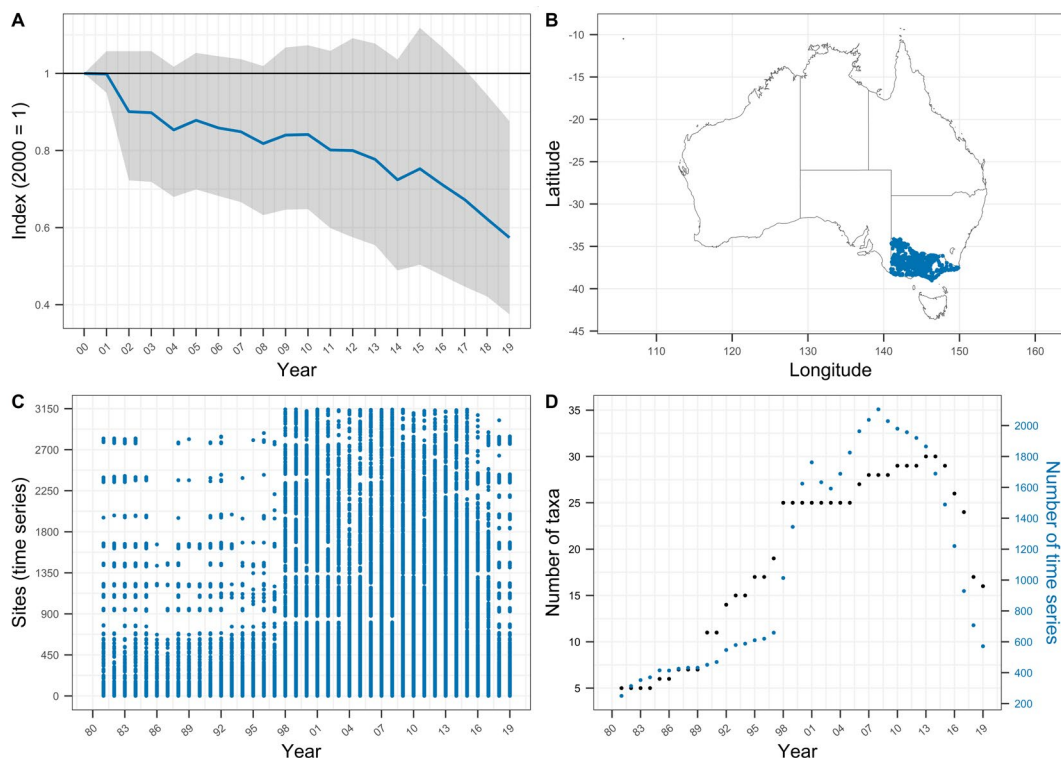 A
Index (2000 = 1)
1
0.8
0.6
0.4
00 01 02 03 04 05 06 07 08 09 10 11 12 13 14 15 16 17 18 19
Year
B
Latitude
-10
-15
-20
-25
-30
-35
-40
-45
110 120 130 140 150 160
Longitude
C
Sites (time series)
3150
2700
2250
1800
1350
900
450
0
80 83 86 89 92 95 98 01 04 07 10 13 16 19
Year
D
Number of taxa
35
30
25
20
15
10
5
Number of time series
2000
1800
1600
1400
1200
1000
800
600
400
200
80 83 86 89 92 95 98 01 04 07 10 13 16 19
Year